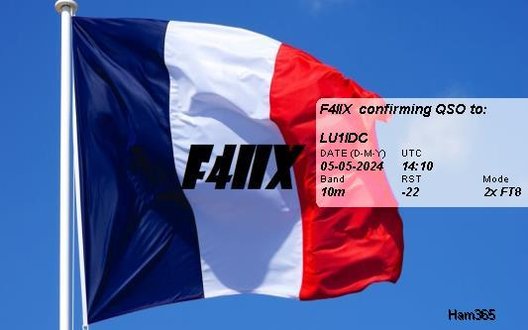 F4IIX confirming QSO to:
LU1IDC
DATE (D-M-Y) UTC
05-05-2024 14:10
Band RST Mode
10m -22 2x FT8
F4IIX
Ham365